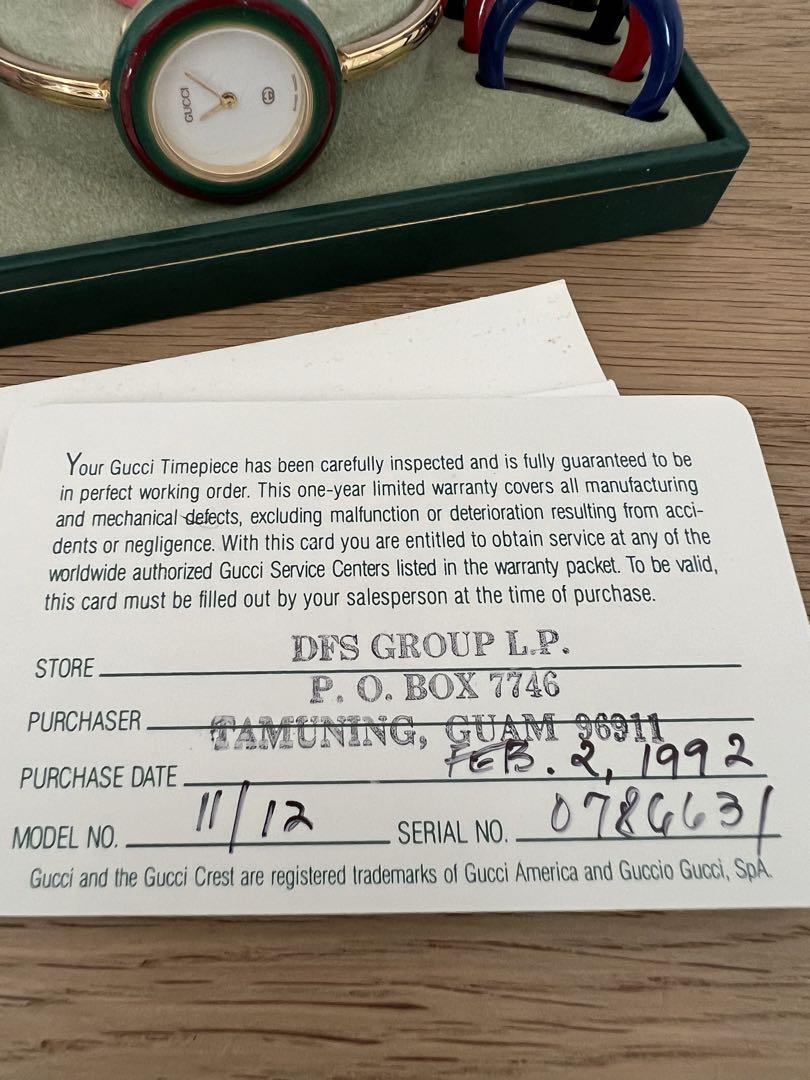 GUCCI
Your Gucci Timepiece has been carefully inspected and is fully guaranteed to be
in perfect working order. This one-year limited warranty covers all manufacturing
and mechanical defects, excluding malfunction or deterioration resulting from acci-
dents or negligence. With this card you are entitled to obtain service at any of the
worldwide authorized Gucci Service Centers listed in the warranty packet. To be valid,
this card must be filled out by your salesperson at the time of purchase.
STORE DFS GROUP L.P.
P. O. BOX 7746
PURCHASER TAMUNING, GUAM 96911
PURCHASE DATE FEB. 2, 1992
MODEL NO. 11/12 SERIAL NO. 0786631
Gucci and the Gucci Crest are registered trademarks of Gucci America and Guccio Gucci, SpA.